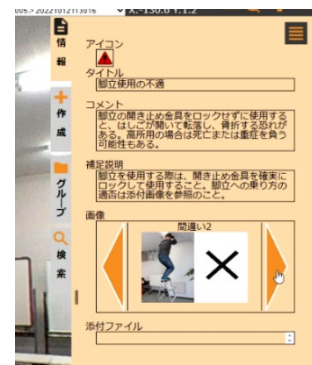 005.> 20221012113016
X:-130.6 Y:1.2
情報
作成
グループ
検索
アイコン
タイトル
脚立使用の不適
コメント
脚立の開き止め金具をロックせずに使用する
と、はしごが開いて転落し、骨折する恐れが
ある。高所用の場合は死亡または重症を負う
可能性もある。
補足説明
脚立を使用する際は、開き止め金具を確実に
ロックして使用すること。脚立への乗り方の
適否は添付画像を参照のこと。
画像
間違い2
添付ファイル